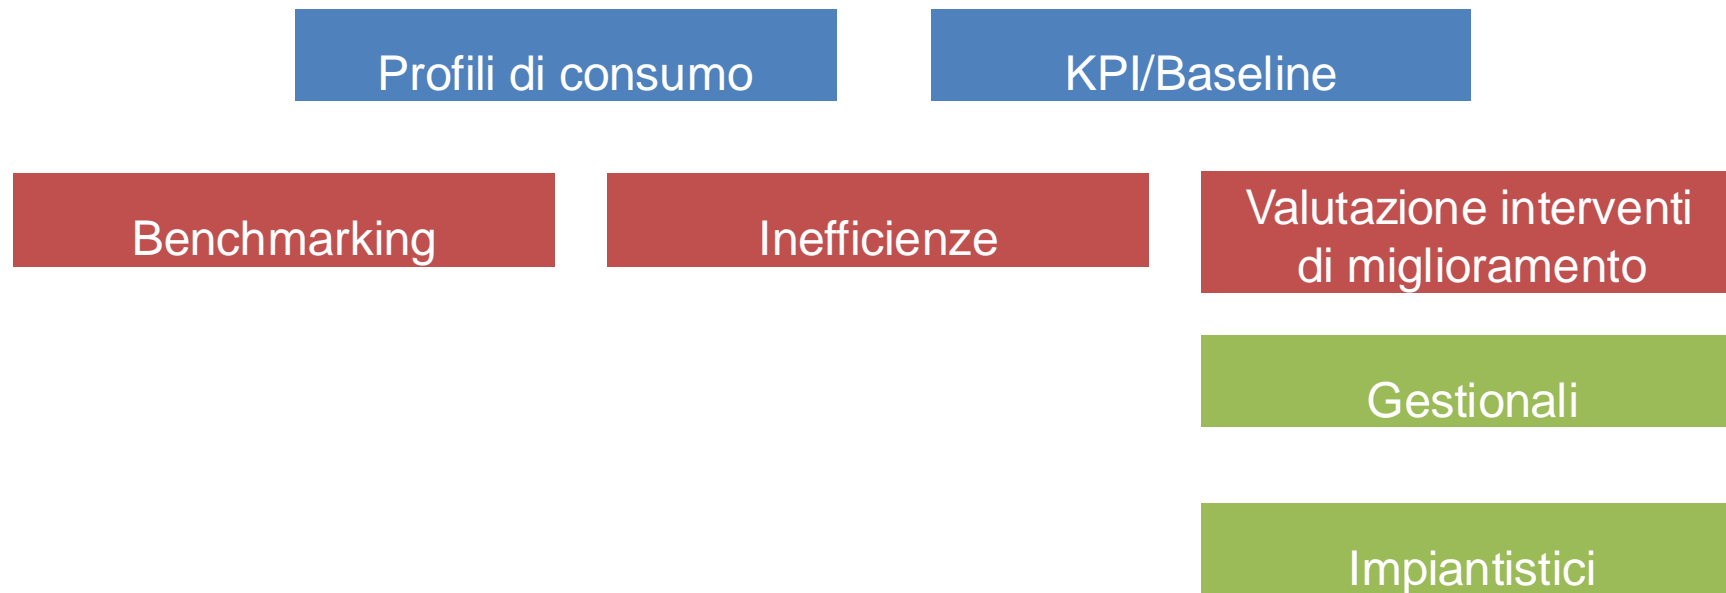 Profili di consumo
KPI/Baseline
Benchmarking
Inefficienze
Valutazione interventi
di miglioramento
Gestionali
Impiantistici